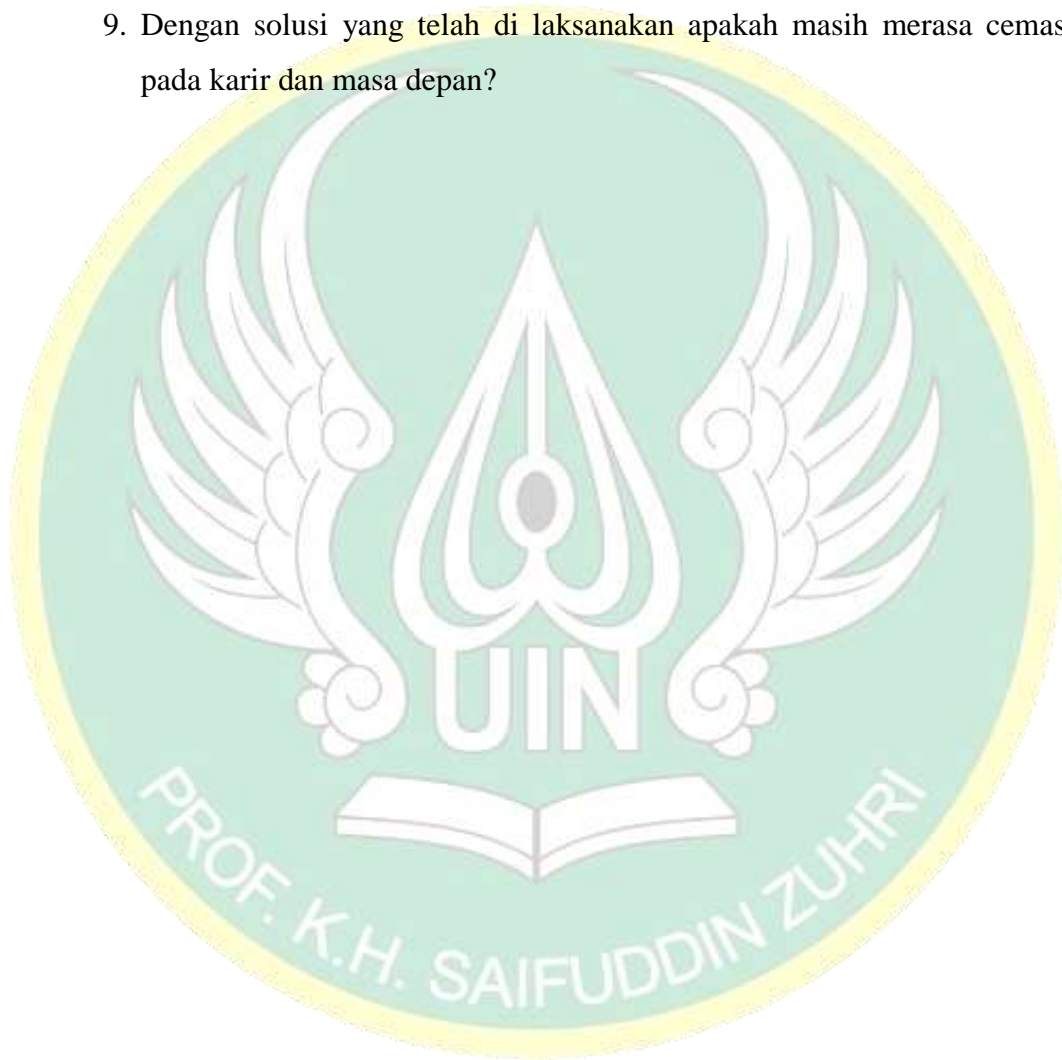 9. Dengan solusi yang telah di laksanakan apakah masih merasa cemas
pada karir dan masa depan?
UIN
PROF. K.H. SAIFUDDIN ZUHRI